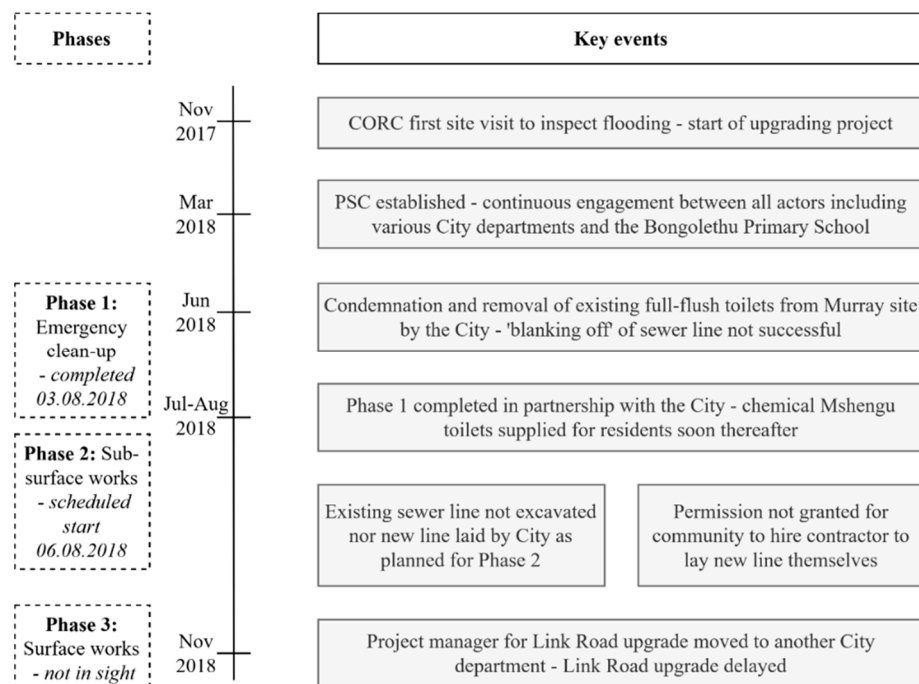 Phases
Key events
Nov
2017
CORC first site visit to inspect flooding - start of upgrading project
Mar
2018
PSC established - continuous engagement between all actors including
various City departments and the Bongolethu Primary School
Phase 1:
Emergency
clean-up
- completed
03.08.2018
Jun
2018
Condemnation and removal of existing full-flush toilets from Murray site
by the City - 'blanking off' of sewer line not successful
Jul-Aug
2018
Phase 1 completed in partnership with the City - chemical Mshengu
toilets supplied for residents soon thereafter
Phase 2: Sub-
surface works
- scheduled
start
06.08.2018
Existing sewer line not excavated
nor new line laid by City as
planned for Phase 2
Permission not granted for
community to hire contractor to
lay new line themselves
Phase 3:
Surface works
- not in sight
Nov
2018
Project manager for Link Road upgrade moved to another City
department - Link Road upgrade delayed